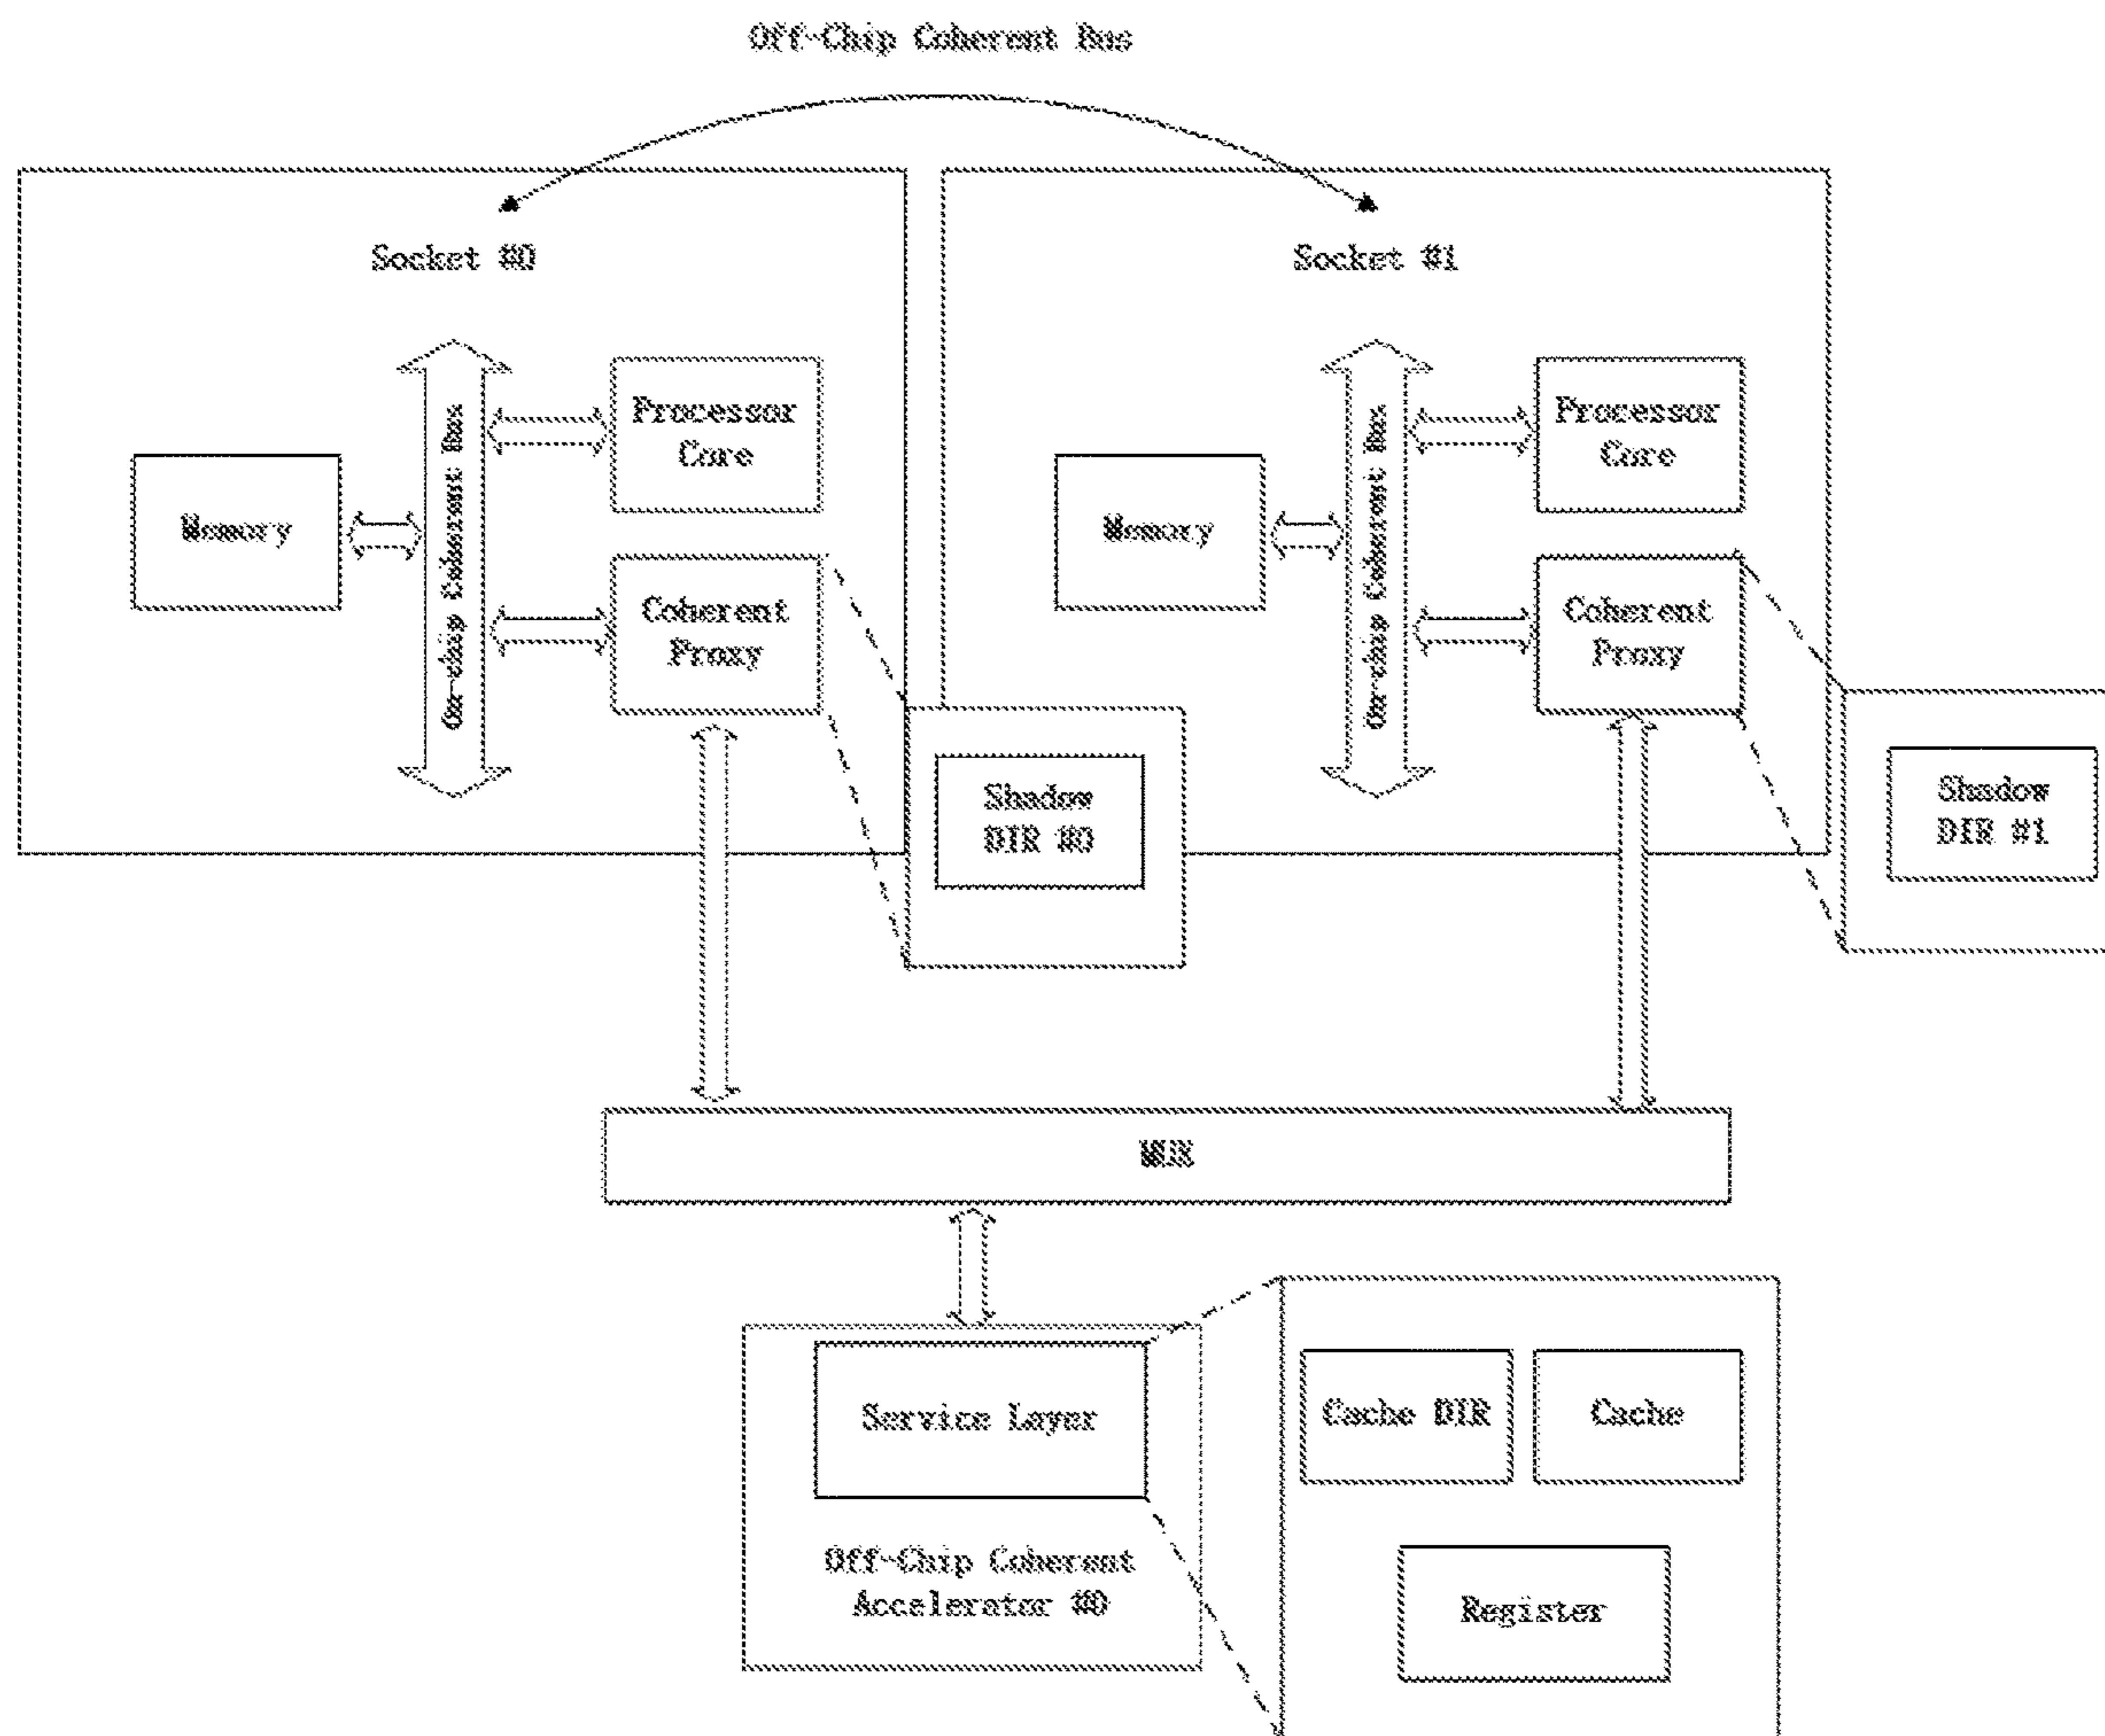 Off-Chip Coherent Bus
Socket #0
Socket #1
Processor
Core
Memory
On-chip Coherent Bus
Coherent
Proxy
Processor
Core
Memory
On-chip Coherent Bus
Coherent
Proxy
Shadow
DIR #0
Shadow
DIR #1
MUX
Service Layer
Off-Chip Coherent
Accelerator #0
Cache DIR
Cache
Register